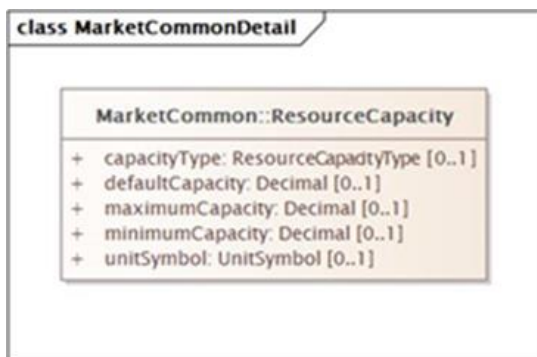 class MarketCommonDetail
MarketCommon::ResourceCapacity
+ capacityType: ResourceCapacityType [0..1]
+ defaultCapacity: Decimal [0..1]
+ maximumCapacity: Decimal [0..1]
+ minimumCapacity: Decimal [0..1]
+ unitSymbol: UnitSymbol [0..1]